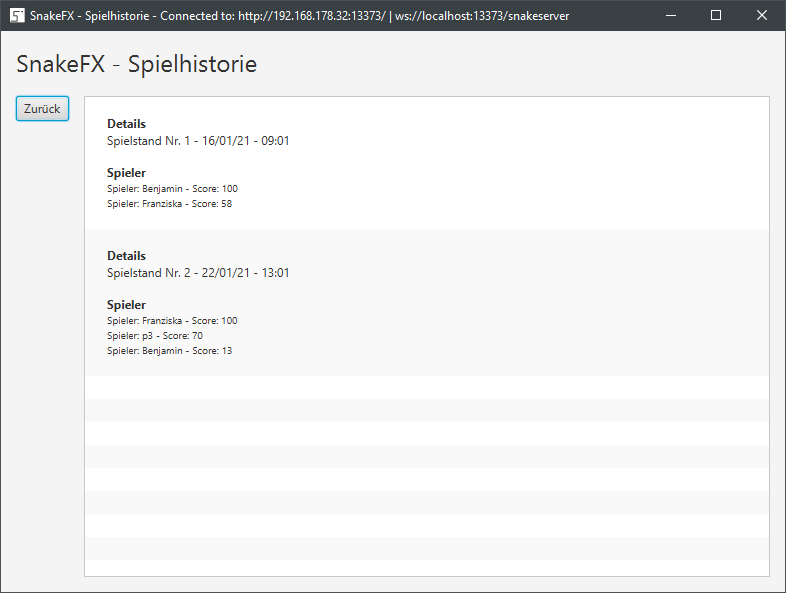 SnakeFX - Spielhistorie - Connected to: http://192.168.178.32:13373/ | ws://localhost:13373/snakeserver
SnakeFX - Spielhistorie
Zurück
Details
Spielstand Nr. 1 - 16/01/21 - 09:01
Spieler
Spieler: Benjamin - Score: 100
Spieler: Franziska - Score: 58
Details
Spielstand Nr. 2 - 22/01/21 - 13:01
Spieler
Spieler: Franziska - Score: 100
Spieler: p3 - Score: 70
Spieler: Benjamin - Score: 13